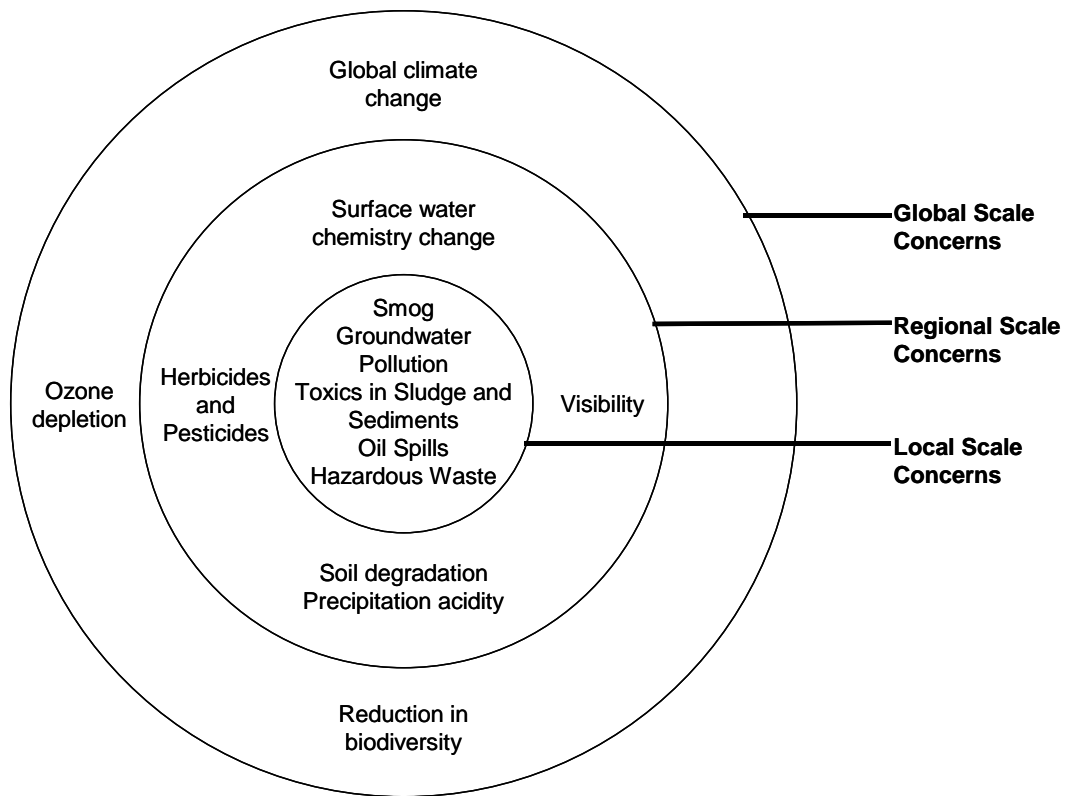 Global climate
change
Surface water
chemistry change
Smog
Groundwater
Pollution
Toxics in Sludge and
Sediments
Oil Spills
Hazardous Waste
Ozone
depletion
Herbicides
and
Pesticides
Visibility
Soil degradation
Precipitation acidity
Reduction in
biodiversity
Global Scale
Concerns
Regional Scale
Concerns
Local Scale
Concerns